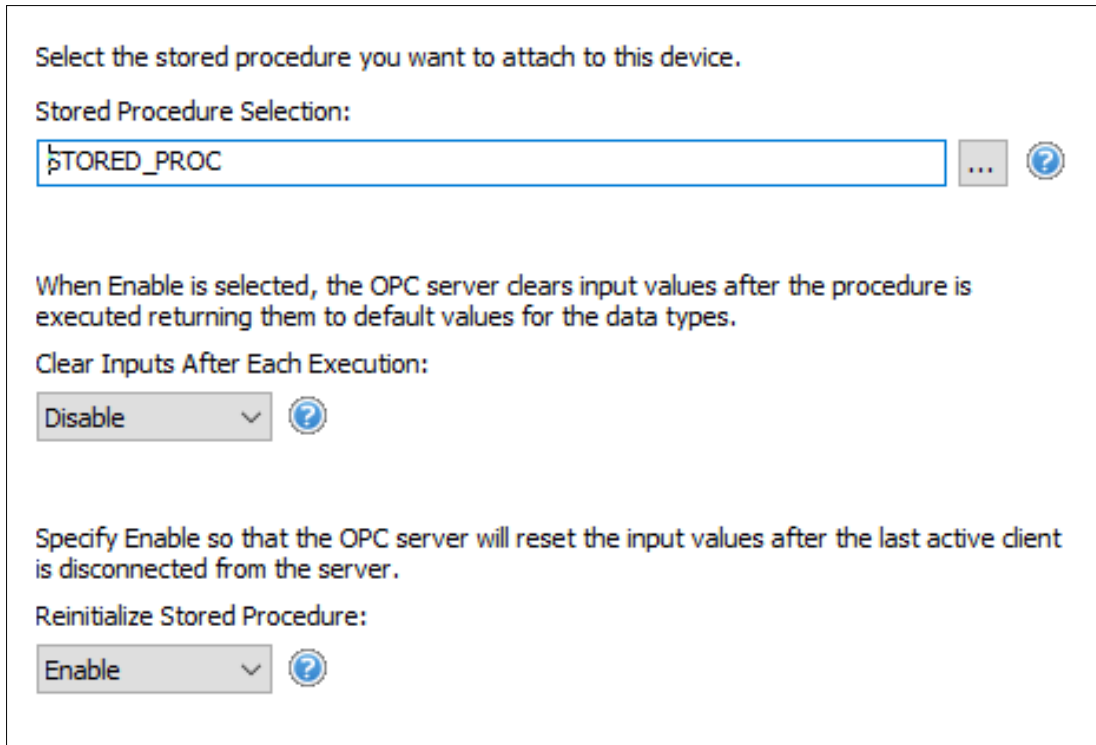 Select the stored procedure you want to attach to this device.
Stored Procedure Selection:
STORED_PROC
...
?
When Enable is selected, the OPC server clears input values after the procedure is
executed returning them to default values for the data types.
Clear Inputs After Each Execution:
Disable
?
Specify Enable so that the OPC server will reset the input values after the last active client
is disconnected from the server.
Reinitialize Stored Procedure:
Enable
?